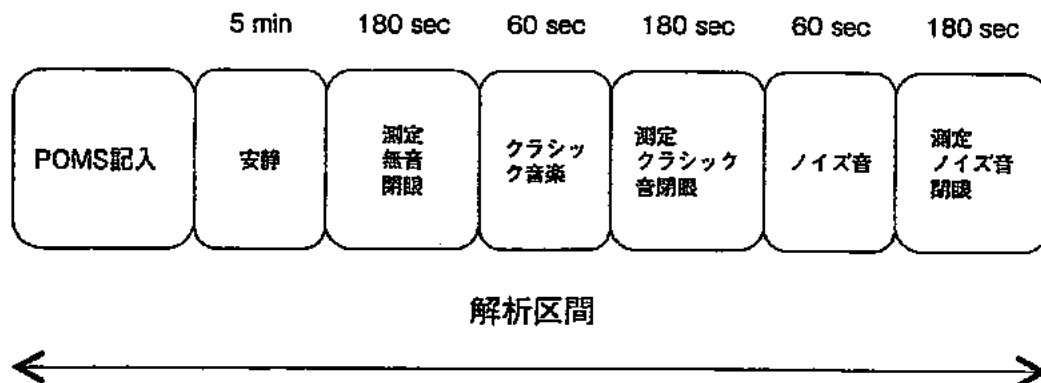 5 min 180 sec 60 sec 180 sec 60 sec 180 sec
POMS記入
安静
測定
無音
閉眼
クラシッ
ク音楽
測定
クラシック
音閉眼
ノイズ音
測定
ノイズ音
閉眼
解析区間